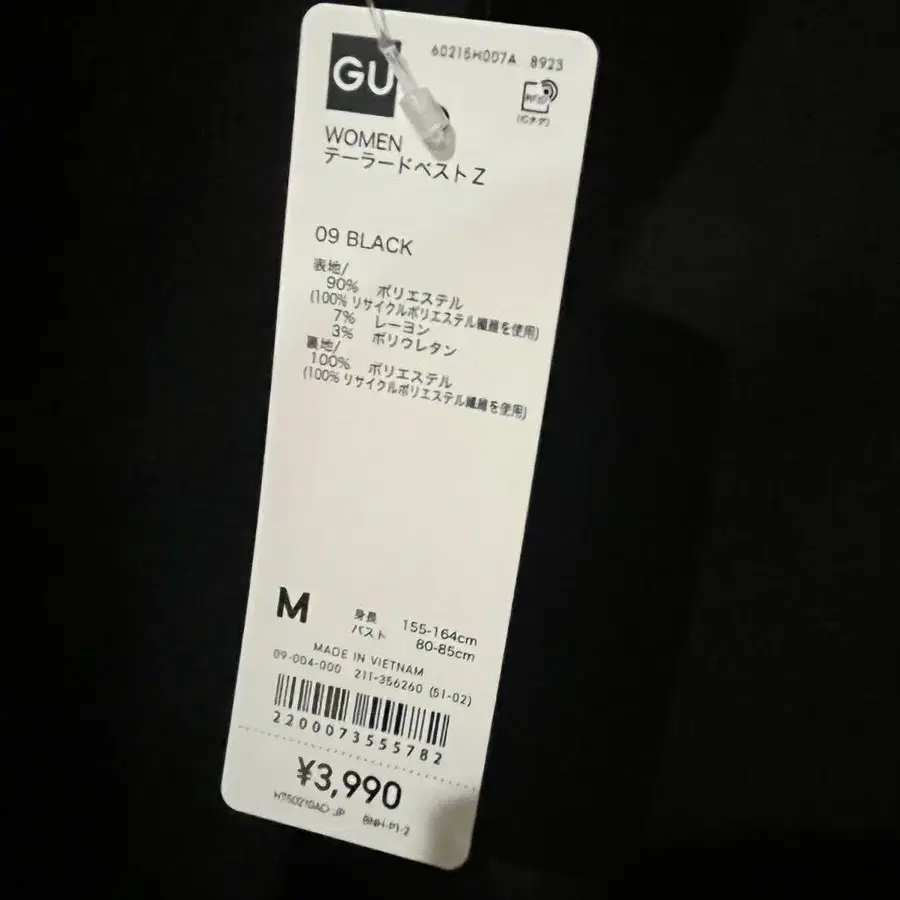 GU
60215H007A 8923
RFID
WOMEN
テーラードベストZ
09 BLACK
表地/
90% ポリエステル
(100% リサイクルポリエステル繊維を使用)
7% レーヨン
3% ポリウレタン
裏地/
100% ポリエステル
(100% リサイクルポリエステル繊維を使用)
M
身長 155-164cm
バスト 80-85cm
MADE IN VIETNAM
09-004-000 211-356260 (51-02)
2200073555782
¥3,990